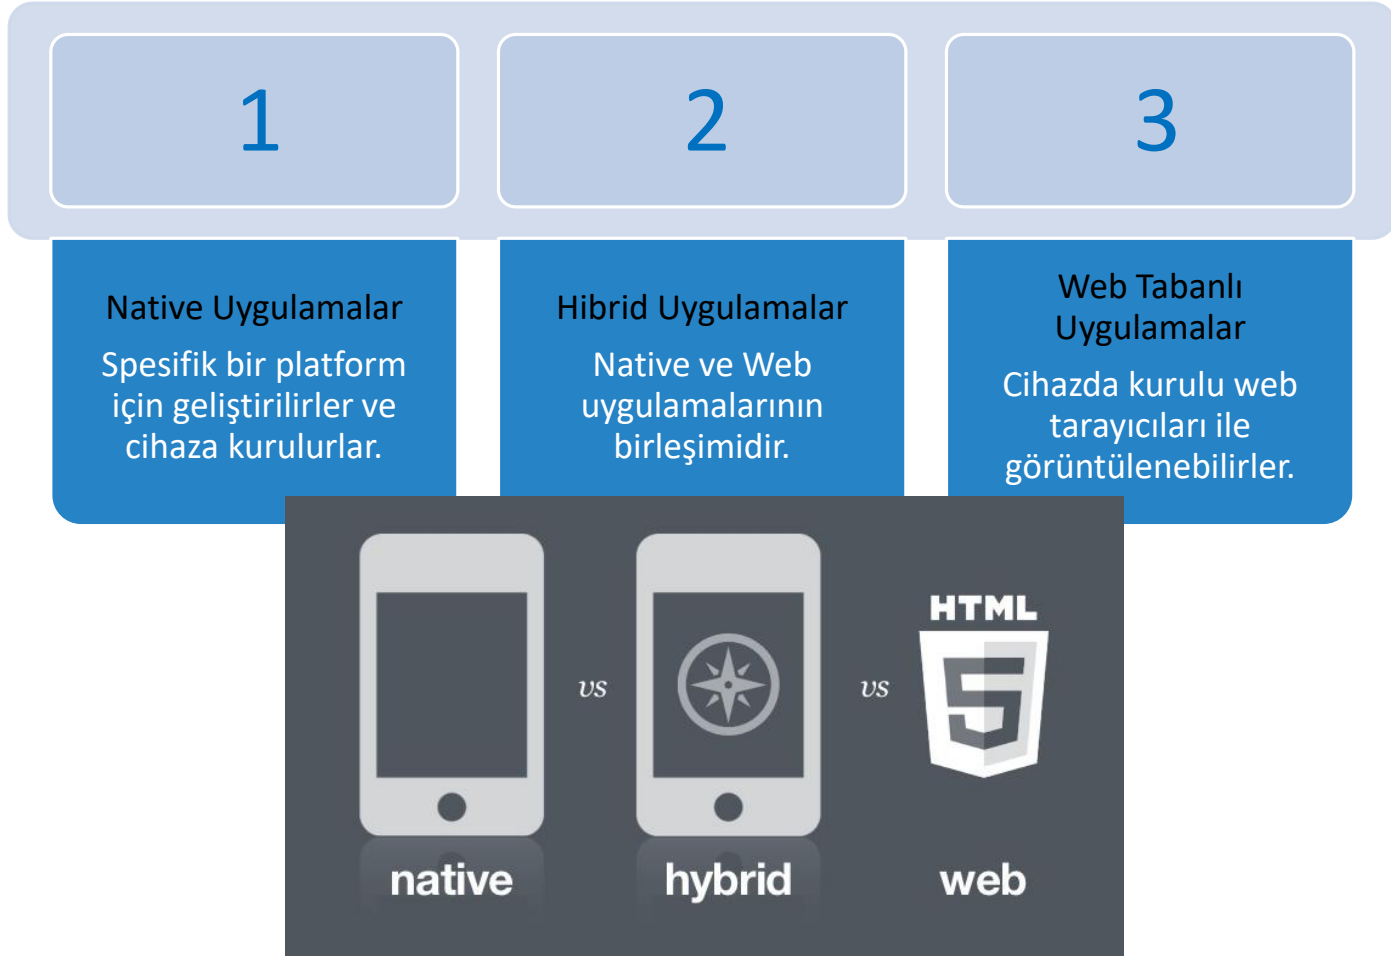 1
2
3
Native Uygulamalar
Spesifik bir platform
için geliştirilirler ve
cihaza kurulurlar.
Hibrid Uygulamalar
Native ve Web
uygulamalarının
birleşimidir.
Web Tabanlı
Uygulamalar
Cihazda kurulu web
tarayıcıları ile
görüntülenebilirler.
HTML
5
vs
vs
native
hybrid
web